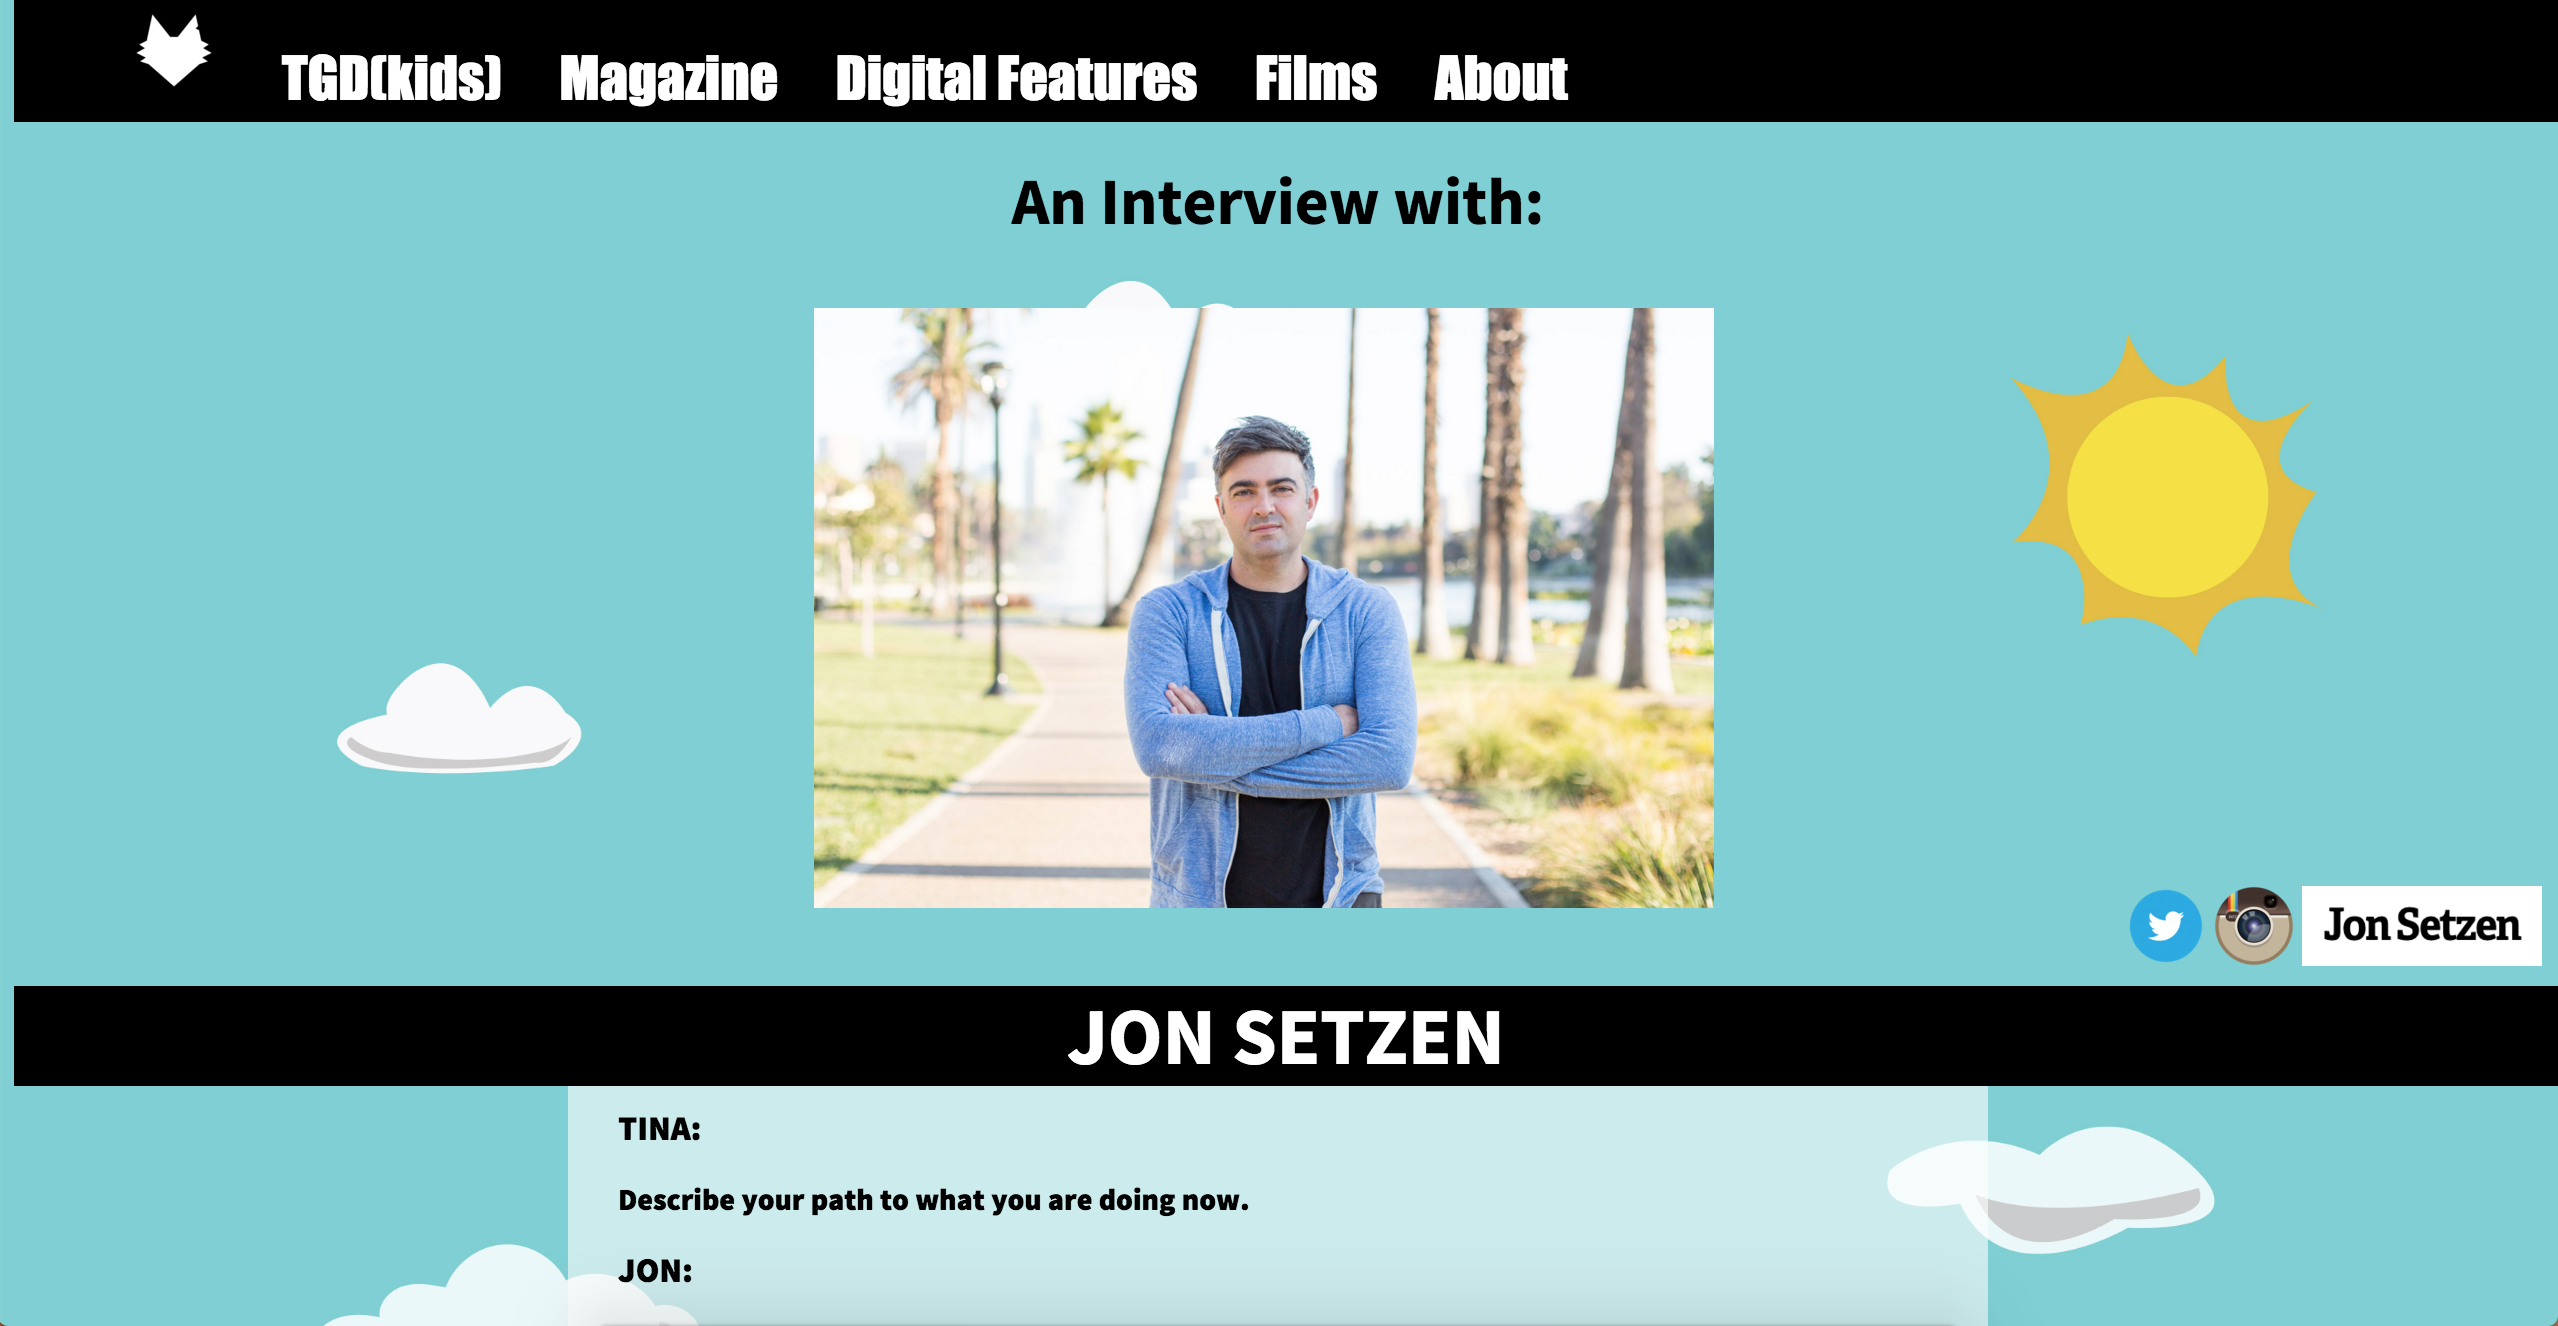 TGD(kids) Magazine Digital Features Films About
An Interview with:
Jon Setzen
JON SETZEN
TINA:
Describe your path to what you are doing now.
JON: